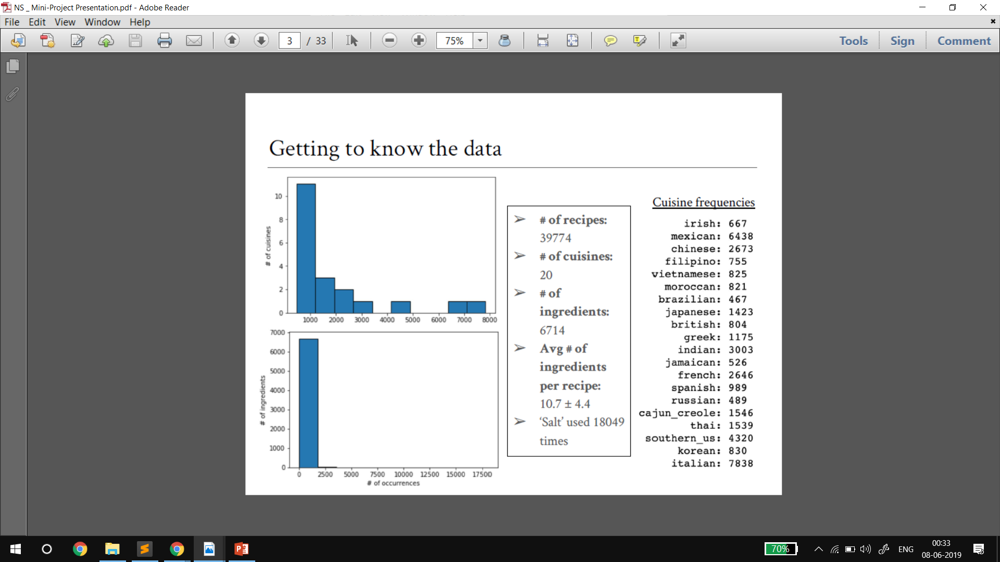 NS _ Mini-Project Presentation.pdf - Adobe Reader
File Edit View Window Help
3 / 33 75% Tools Sign Comment
Getting to know the data
10
8
6
4
2
0
# of cuisines
1000 2000 3000 4000 5000 6000 7000 8000
7000
6000
5000
4000
3000
2000
1000
0
# of ingredients
0 2500 5000 7500 10000 12500 15000 17500
# of occurrences
➢ # of recipes:
39774
➢ # of cuisines:
20
➢ # of
ingredients:
6714
➢ Avg # of
ingredients
per recipe:
10.7 ± 4.4
➢ ‘Salt’ used 18049
times
Cuisine frequencies
irish: 667
mexican: 6438
chinese: 2673
filipino: 755
vietnamese: 825
moroccan: 821
brazilian: 467
japanese: 1423
british: 804
greek: 1175
indian: 3003
jamaican: 526
french: 2646
spanish: 989
russian: 489
cajun_creole: 1546
thai: 1539
southern_us: 4320
korean: 830
italian: 7838
70% ENG 00:33
08-06-2019